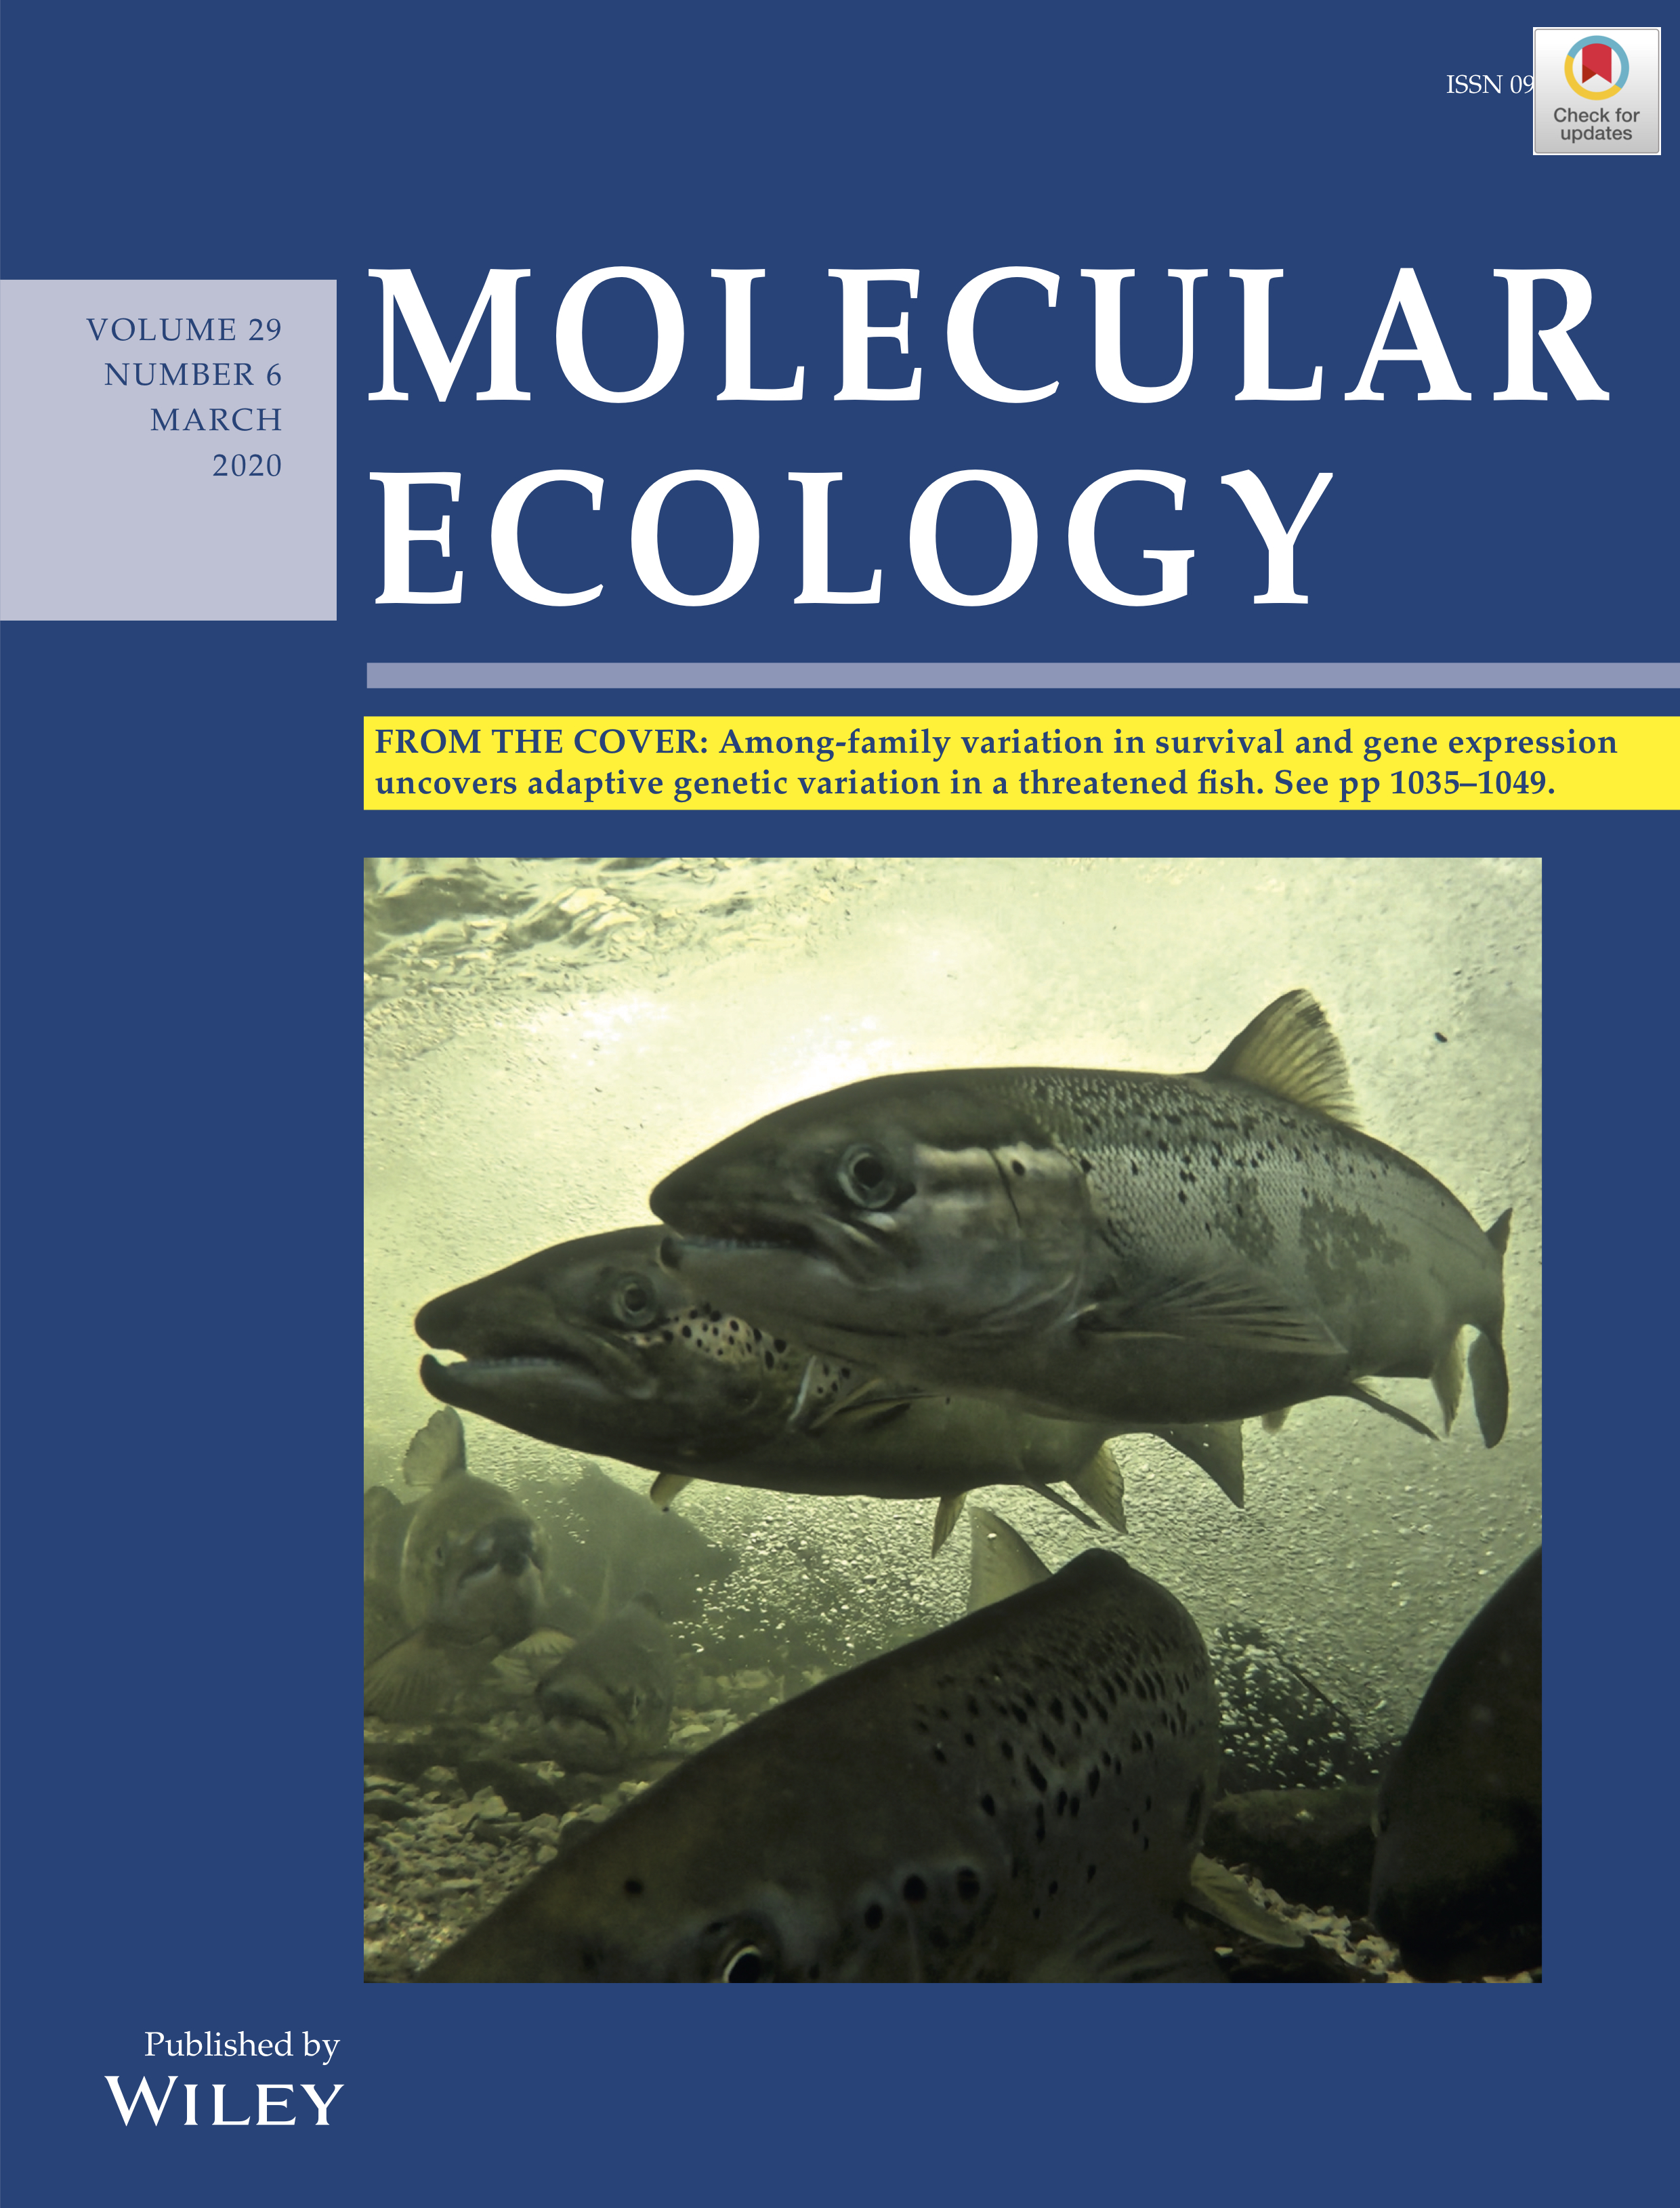 ISSN 09
Check for
updates
VOLUME 29
NUMBER 6
MARCH
2020
MOLECULAR
ECOLOGY
FROM THE COVER: Among-family variation in survival and gene expression
uncovers adaptive genetic variation in a threatened fish. See pp 1035–1049.
Published by
WILEY